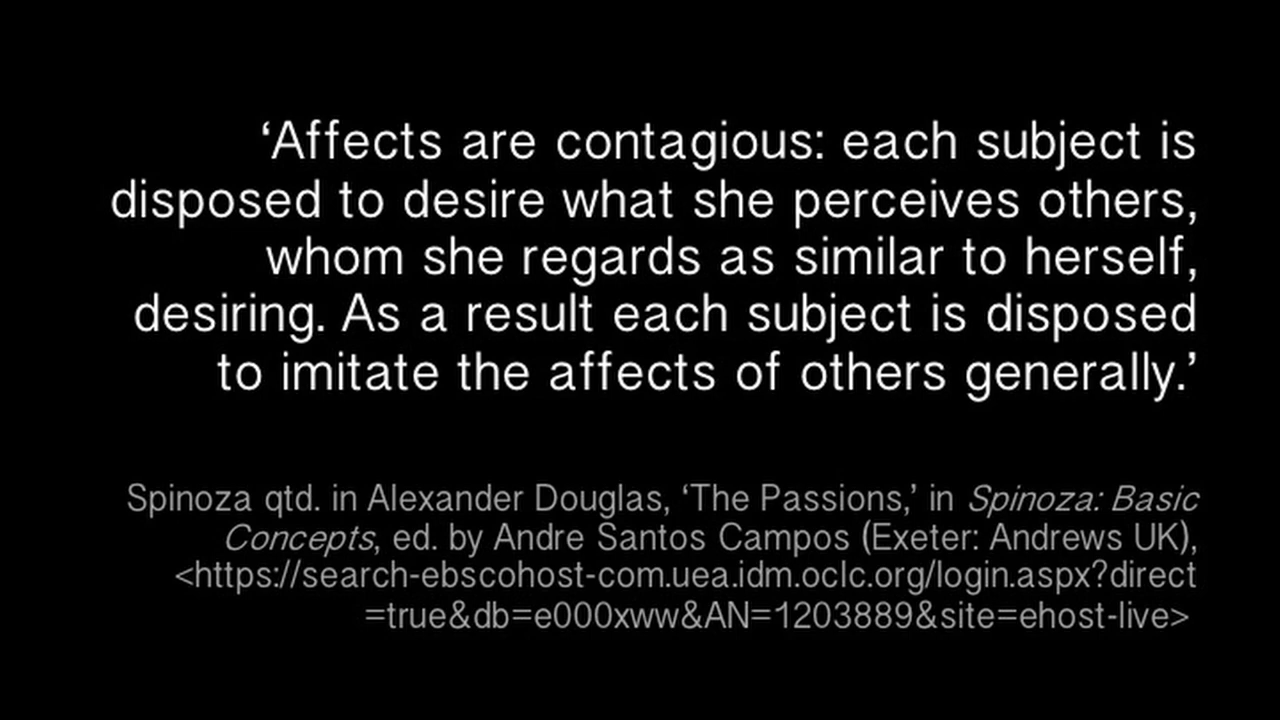 ‘Affects are contagious: each subject is
disposed to desire what she perceives others,
whom she regards as similar to herself,
desiring. As a result each subject is disposed
to imitate the affects of others generally.’
Spinoza qtd. in Alexander Douglas, ‘The Passions,’ in Spinoza: Basic
Concepts, ed. by Andre Santos Campos (Exeter: Andrews UK),
<https://search-ebscohost-com.uea.idm.oclc.org/login.aspx?direct
=true&db=e000xww&AN=1203889&site=ehost-live>